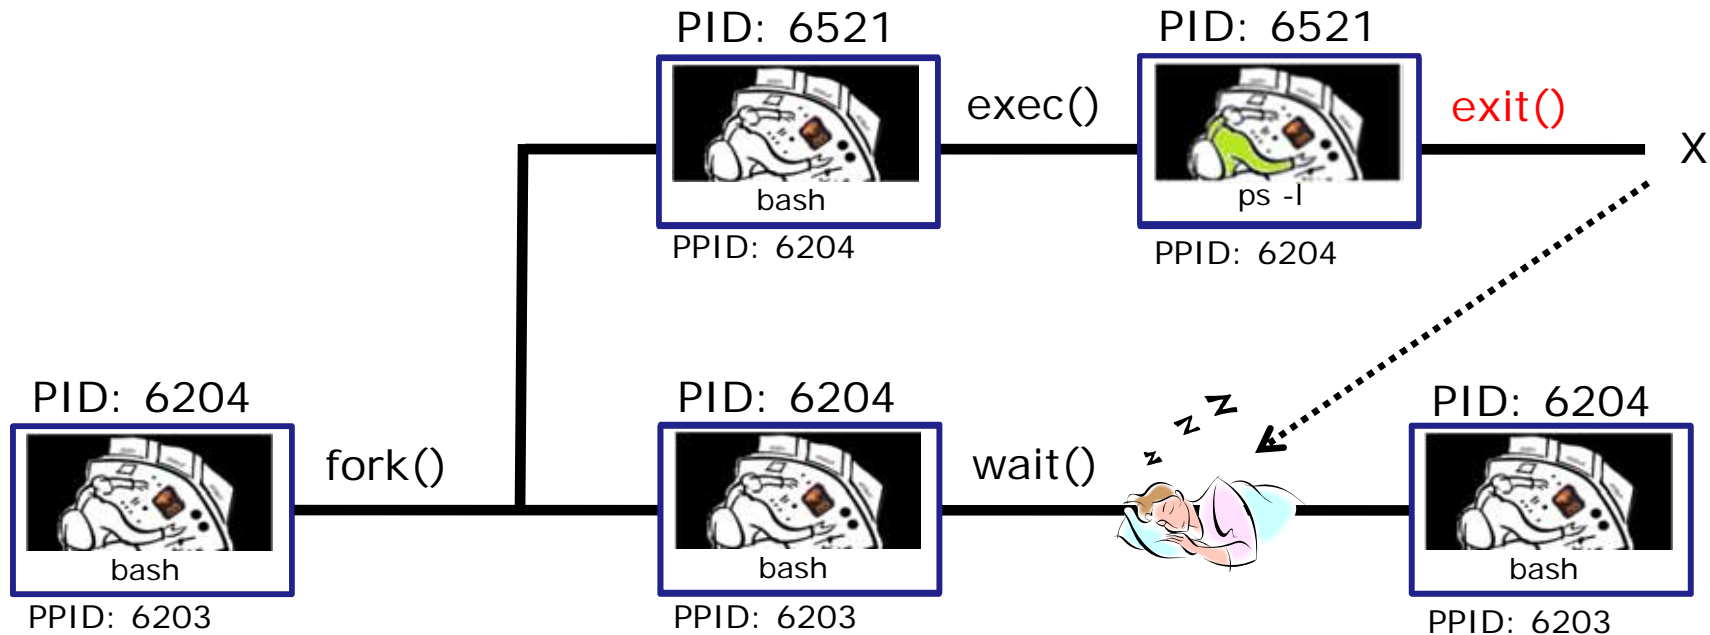 PID: 6521
PID: 6521
exec()
exit()
X
bash
ps -l
PPID: 6204
PPID: 6204
PID: 6204
PID: 6204
PID: 6204
z z z
fork()
wait()
bash
bash
bash
PPID: 6203
PPID: 6203
PPID: 6203